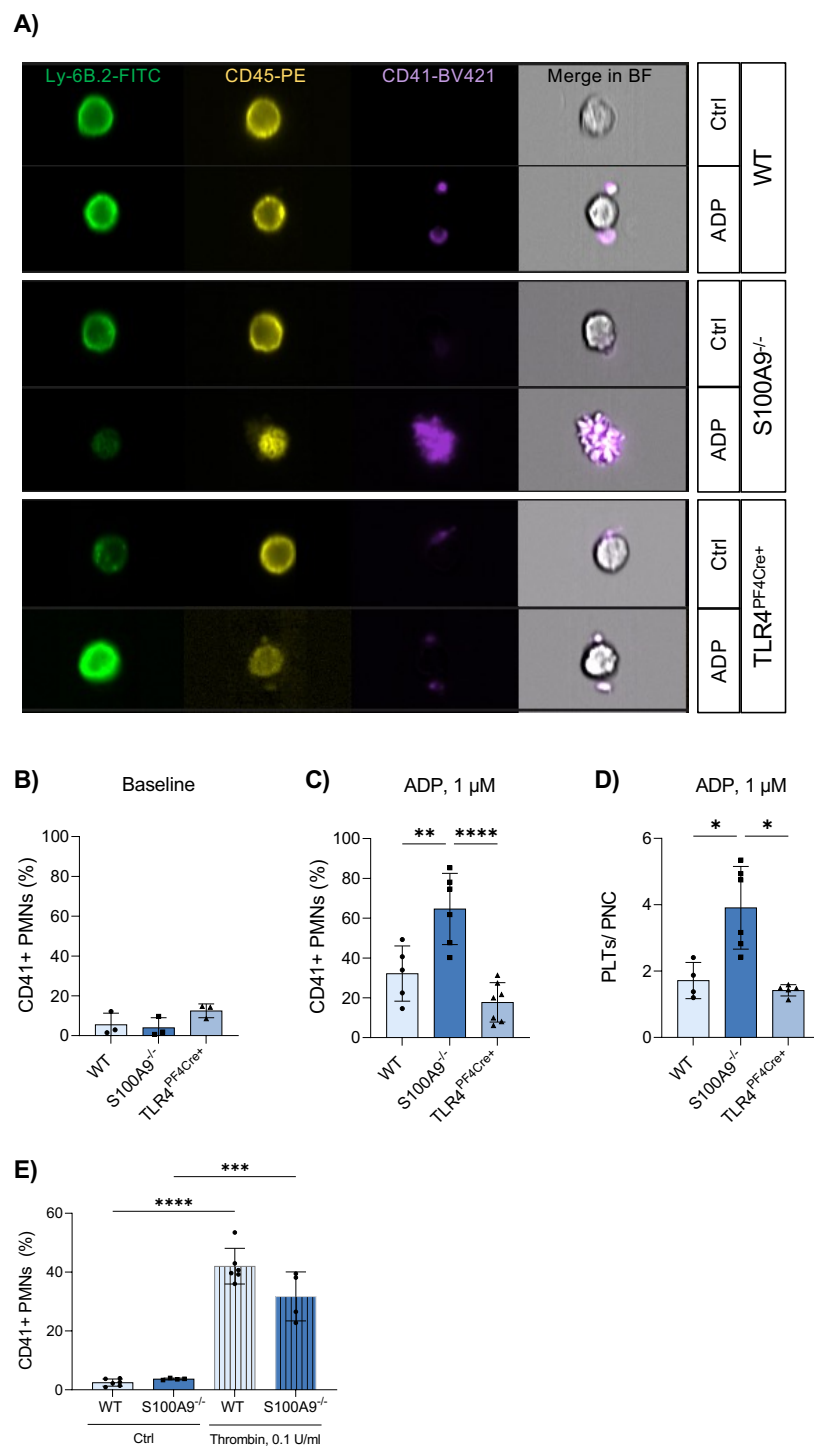 A)
Ly-6B.2-FITC CD45-PE CD41-BV421 Merge in BF
Ctrl
WT
ADP
Ctrl
S100A9-/-
ADP
Ctrl
TLR4PF4Cre+
ADP
B) Baseline
CD41+ PMNs (%)
100
80
60
40
20
0
WT
S100A9-/-
TLR4PF4Cre+
C) ADP, 1 µM
** ****
CD41+ PMNs (%)
100
80
60
40
20
0
WT
S100A9-/-
TLR4PF4Cre+
D) ADP, 1 µM
* *
PLTs/ PNC
6
4
2
0
WT
S100A9-/-
TLR4PF4Cre+
E)
***
****
CD41+ PMNs (%)
60
40
20
0
WT S100A9-/- WT S100A9-/-
Ctrl Thrombin, 0.1 U/ml